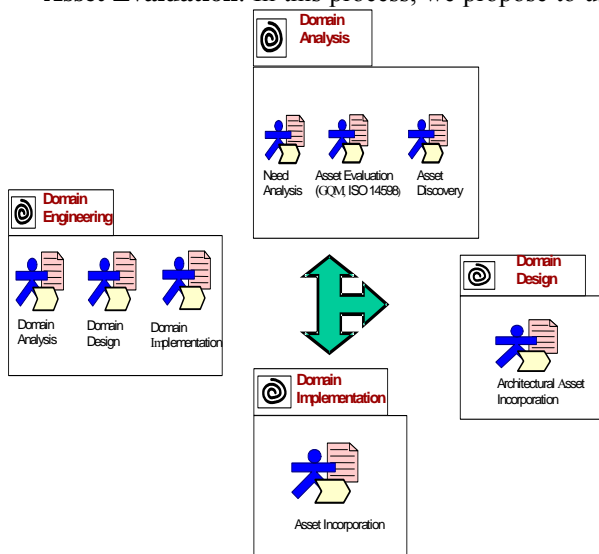 Asset Evaluation: In this process, we propose to u
Domain
Analysis
Need
Analysis
Asset Evaluation
(GQM, ISO 14598)
Asset
Discovery
Domain
Engineering
Domain
Analysis
Domain
Design
Domain
Implementation
Domain
Design
Architectural Asset
Incorporation
Domain
Implementation
Asset Incorporation